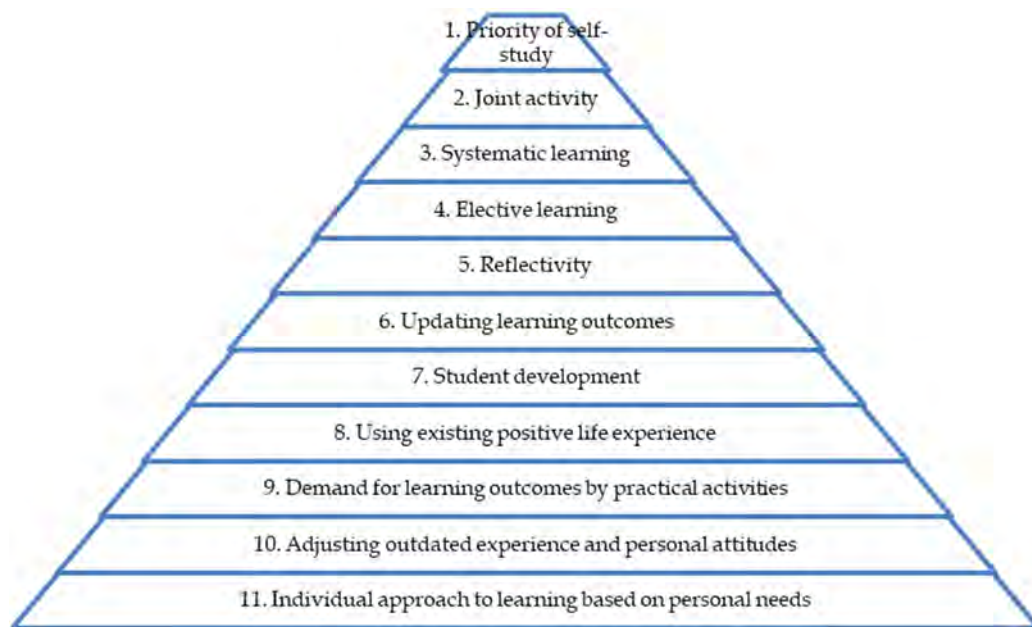 1. Priority of self-
study
2. Joint activity
3. Systematic learning
4. Elective learning
5. Reflectivity
6. Updating learning outcomes
7. Student development
8. Using existing positive life experience
9. Demand for learning outcomes by practical activities
10. Adjusting outdated experience and personal attitudes
11. Individual approach to learning based on personal needs